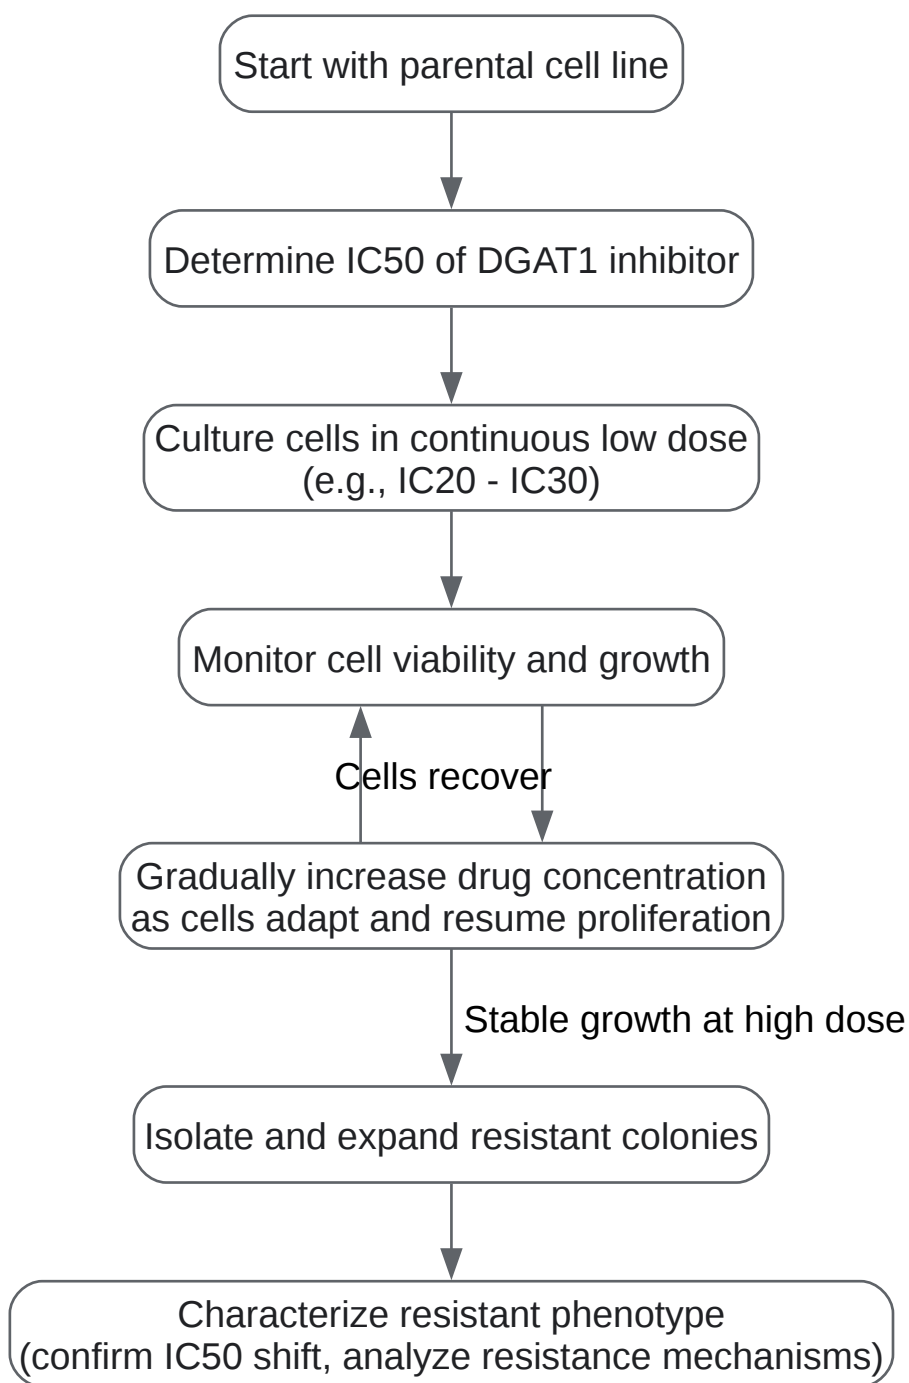 Start with parental cell line
Determine IC50 of DGAT1 inhibitor
Culture cells in continuous low dose
(e.g., IC20 - IC30)
Monitor cell viability and growth
Cells recover
Gradually increase drug concentration
as cells adapt and resume proliferation
Stable growth at high dose
Isolate and expand resistant colonies
Characterize resistant phenotype
(confirm IC50 shift, analyze resistance mechanisms)